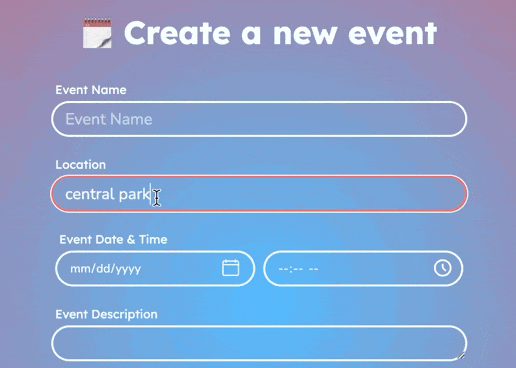 Create a new event
Event Name
Event Name
Location
central park
Event Date & Time
mm/dd/yyyy
--:-- --
Event Description